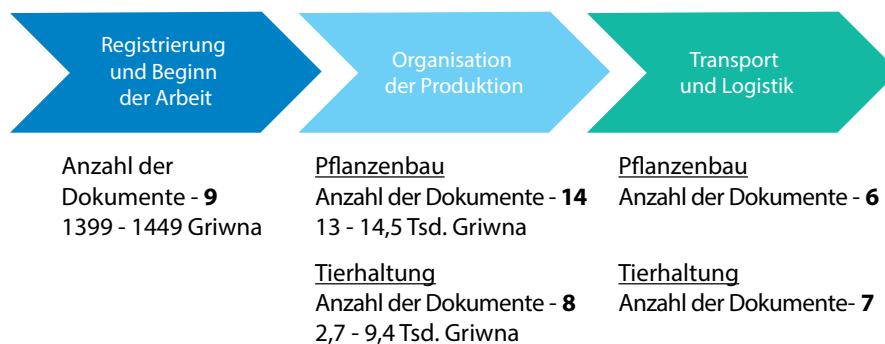 Registrierung
und Beginn
der Arbeit
Organisation
der Produktion
Transport
und Logistik
Anzahl der
Dokumente - 9
1399 - 1449 Griwna
Pflanzenbau
Anzahl der Dokumente - 14
13 - 14,5 Tsd. Griwna
Tierhaltung
Anzahl der Dokumente - 8
2,7 - 9,4 Tsd. Griwna
Pflanzenbau
Anzahl der Dokumente - 6
Tierhaltung
Anzahl der Dokumente- 7